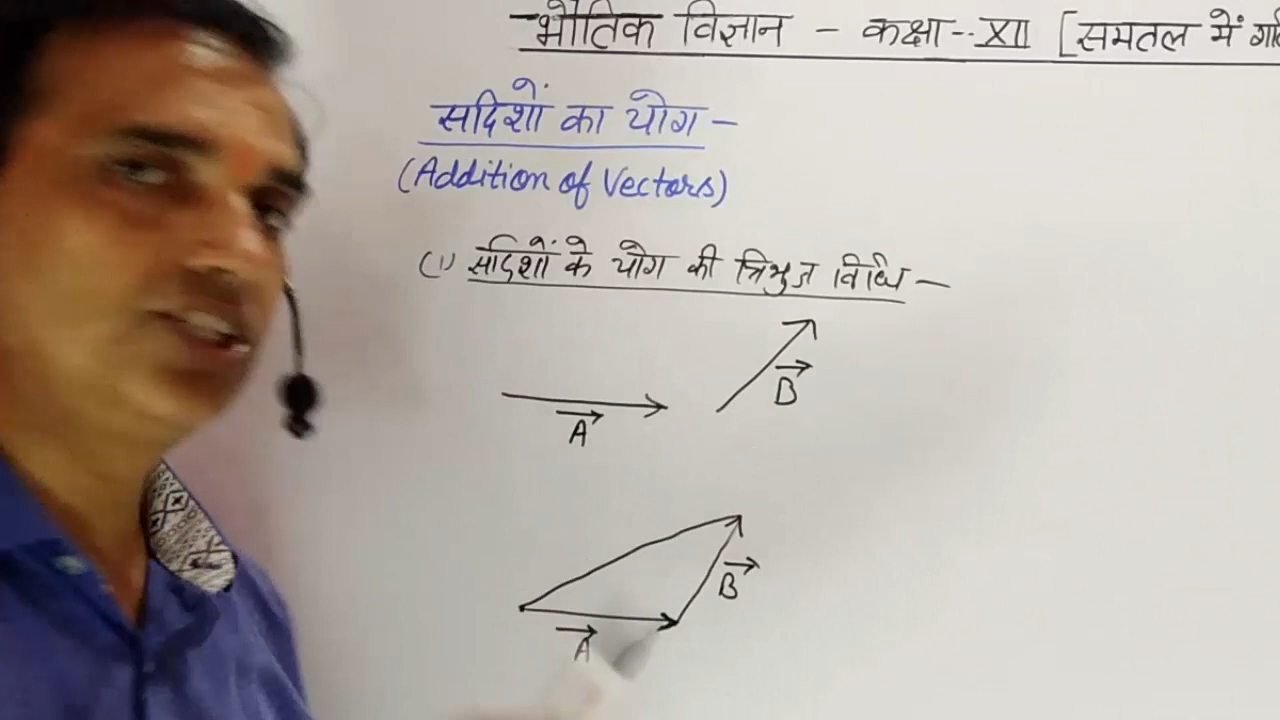 भौतिक विज्ञान - कक्षा - XII [समतल में
सदिशों का योग -
(Addition of Vectors)
(1) सदिशों के योग की त्रिभुज विधि -
B
A
B
A